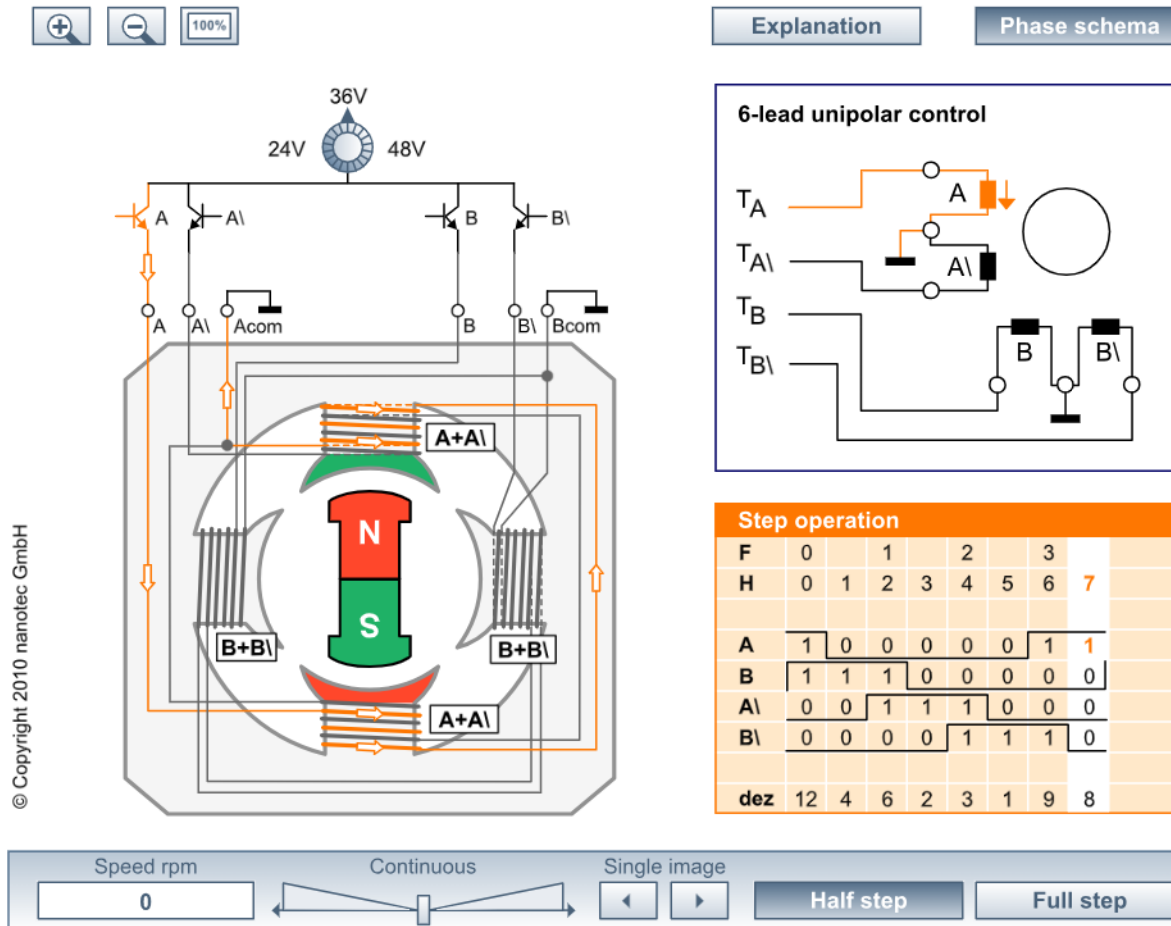 100%
Explanation
Phase schema
36V
24V
48V
A
A\
B
B\
A
A\
Acom
B
B\
Bcom
A+A\
N
S
B+B\
B+B\
A+A\
© Copyright 2010 nanotec GmbH
6-lead unipolar control
TA
A
TA\
A\
TB
B
B\
TB\
Step operation
F 0 1 2 3
H 0 1 2 3 4 5 6 7
A 1 0 0 0 0 0 1 1
B 1 1 1 0 0 0 0 0
A\ 0 0 1 1 1 0 0 0
B\ 0 0 0 0 1 1 1 0
dez 12 4 6 2 3 1 9 8
Speed rpm
0
Continuous
Single image
Half step
Full step